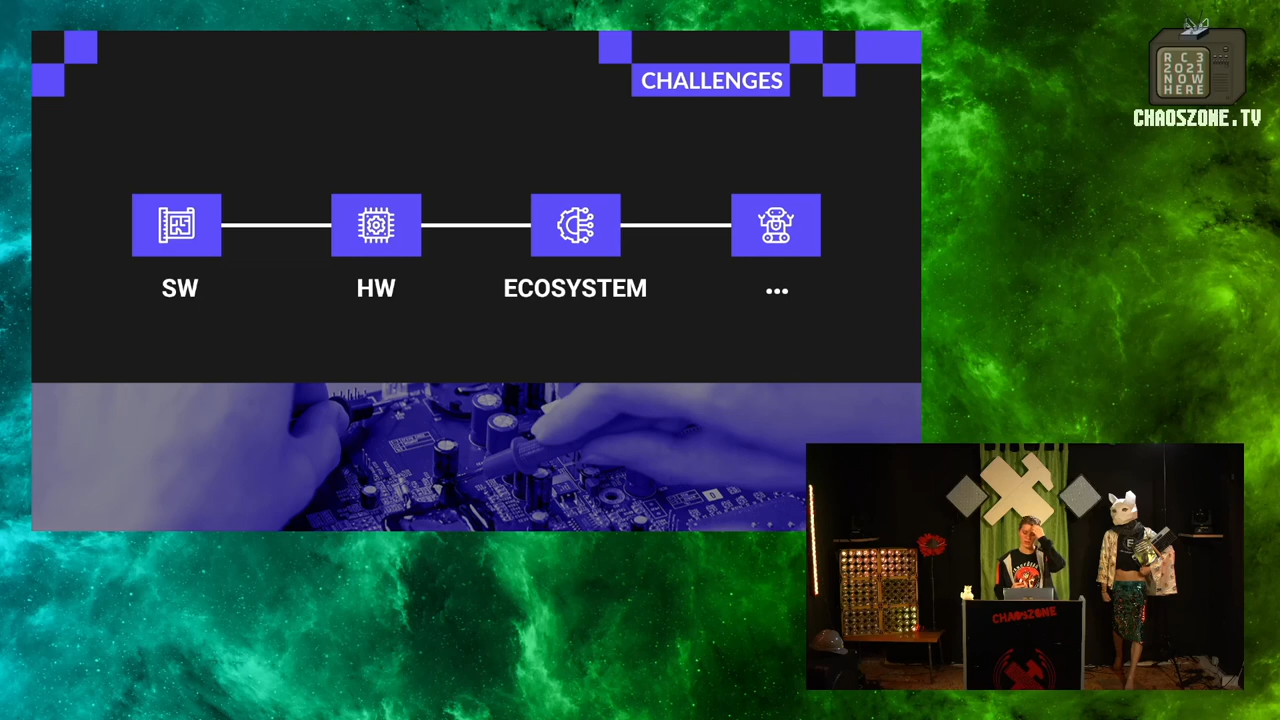 CHALLENGES
SW
HW
ECOSYSTEM
...
RC3
2021
NOW
HERE
CHAOSZONE.TV
CHAOSZONE